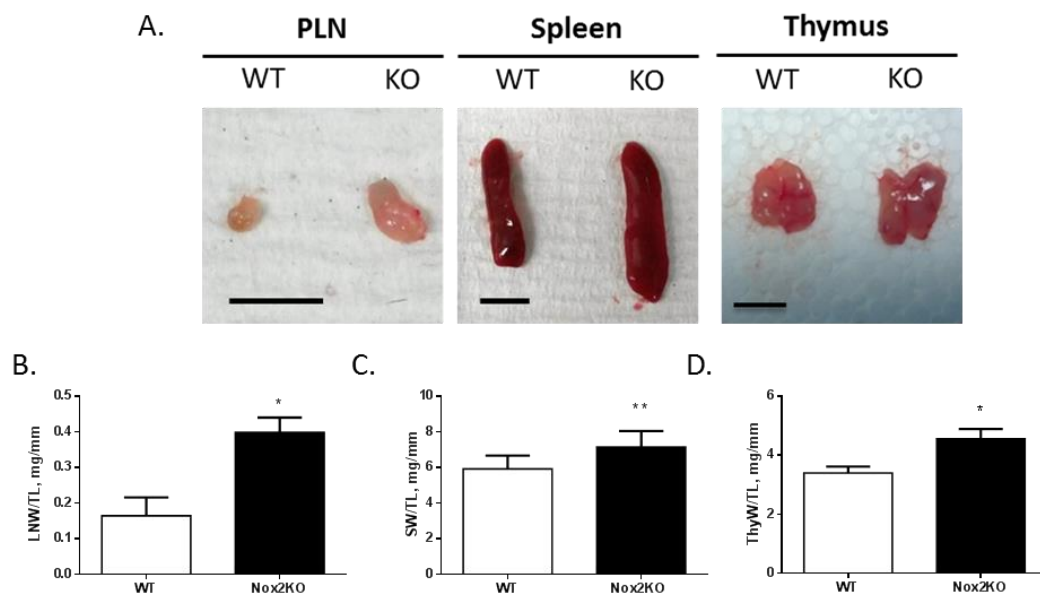 A.
PLN Spleen Thymus
WT KO WT KO WT KO
B. C. D.
LNW/TL, mg/mm
0.5
0.4
0.3
0.2
0.1
0.0
*
WT Nox2KO
SW/TL, mg/mm
10
8
6
4
2
0
**
WT Nox2KO
ThyW/TL, mg/mm
6
4
2
0
*
WT Nox2KO